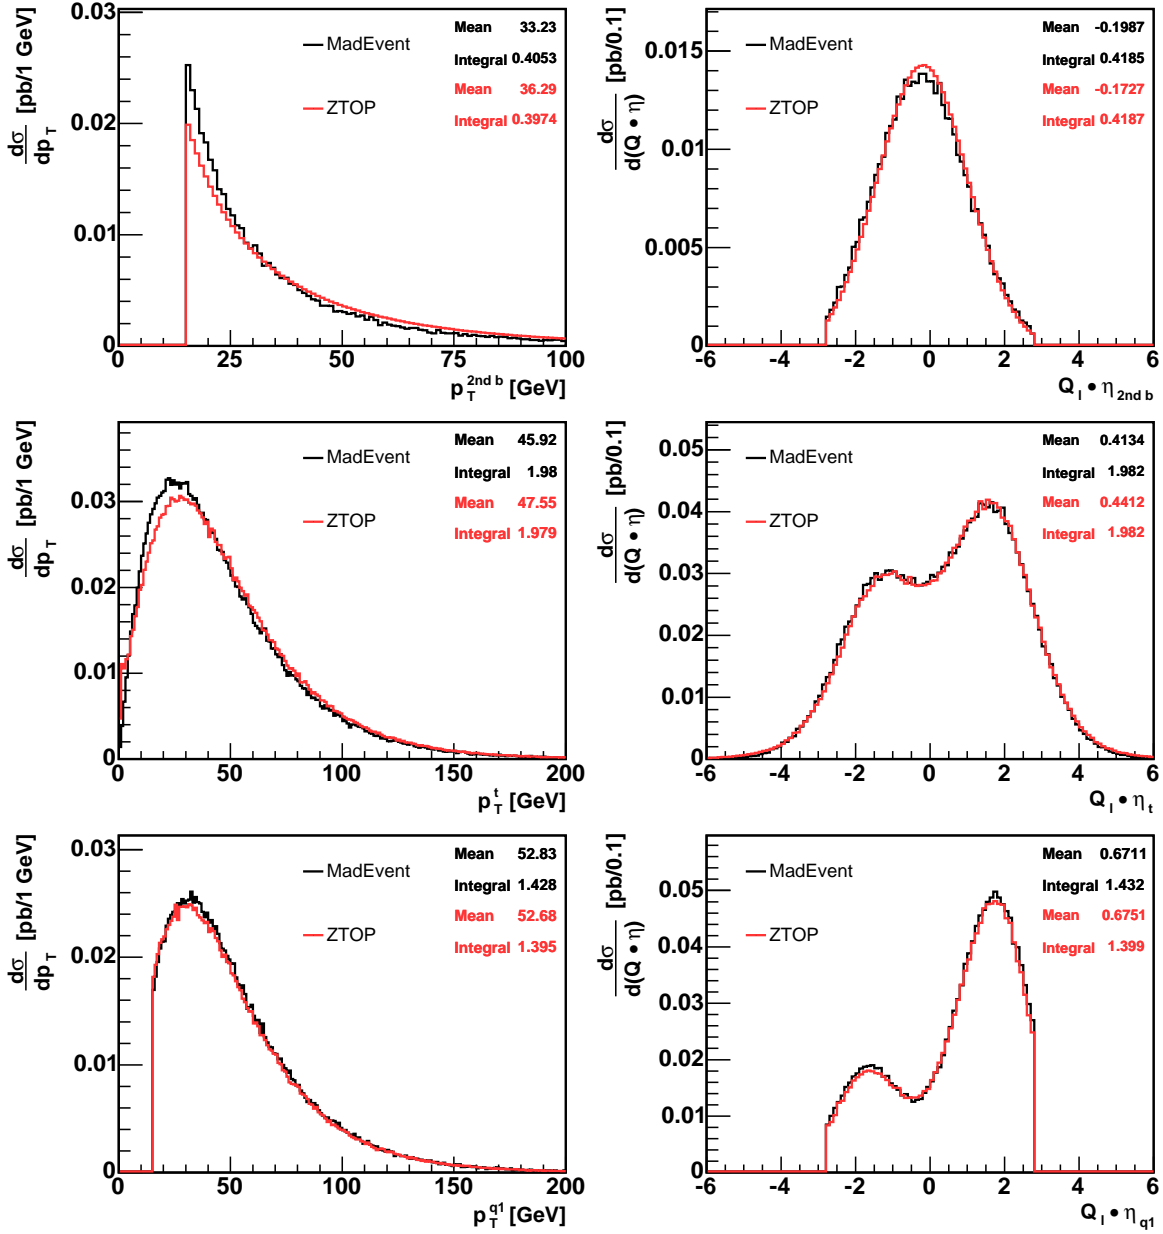 dσ/dp_T [pb/1 GeV]
0.03
0.02
0.01
0
MadEvent
ZTOP
Mean 33.23
Integral 0.4053
Mean 36.29
Integral 0.3974
0 25 50 75 100
p_T^{2nd b} [GeV]
dσ/d(Q • η) [pb/0.1]
0.015
0.01
0.005
0
MadEvent
ZTOP
Mean -0.1987
Integral 0.4185
Mean -0.1727
Integral 0.4187
-6 -4 -2 0 2 4 6
Q_l • η_{2nd b}
dσ/dp_T [pb/1 GeV]
0.03
0.02
0.01
0
MadEvent
ZTOP
Mean 45.92
Integral 1.98
Mean 47.55
Integral 1.979
0 50 100 150 200
p_T^t [GeV]
dσ/d(Q • η) [pb/0.1]
0.05
0.04
0.03
0.02
0.01
0
MadEvent
ZTOP
Mean 0.4134
Integral 1.982
Mean 0.4412
Integral 1.982
-6 -4 -2 0 2 4 6
Q_l • η_t
dσ/dp_T [pb/1 GeV]
0.03
0.02
0.01
0
MadEvent
ZTOP
Mean 52.83
Integral 1.428
Mean 52.68
Integral 1.395
0 50 100 150 200
p_T^{q1} [GeV]
dσ/d(Q • η) [pb/0.1]
0.05
0.04
0.03
0.02
0.01
0
MadEvent
ZTOP
Mean 0.6711
Integral 1.432
Mean 0.6751
Integral 1.399
-6 -4 -2 0 2 4 6
Q_l • η_{q1}